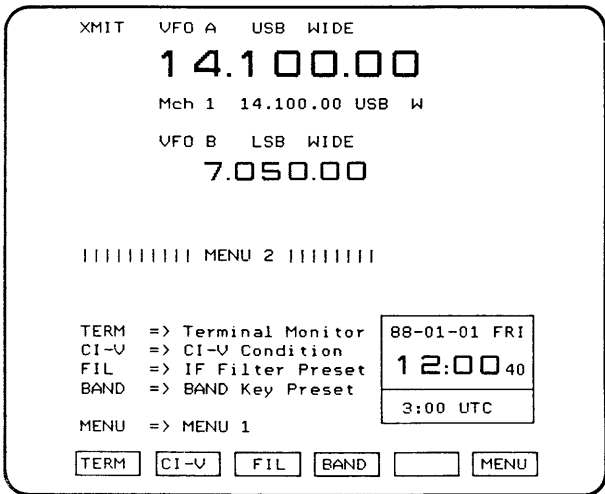 XMIT VFO A USB WIDE
14.100.00
Mch 1 14.100.00 USB W
VFO B LSB WIDE
7.050.00
|||||||||| MENU 2 ||||||||
TERM => Terminal Monitor
CI-V => CI-V Condition
FIL => IF Filter Preset
BAND => BAND Key Preset
MENU => MENU 1
88-01-01 FRI
12:00 40
3:00 UTC
TERM CI-V FIL BAND MENU